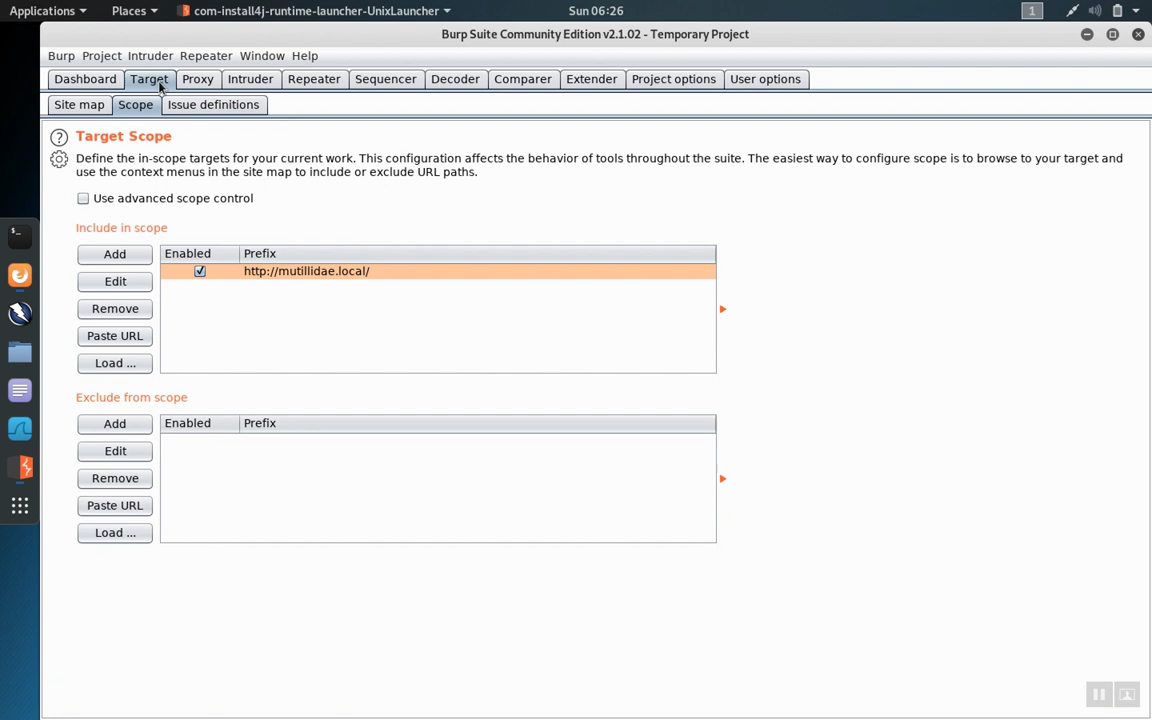 Applications Places com-install4j-runtime-launcher-UnixLauncher Sun 06:26 1
Burp Suite Community Edition v2.1.02 - Temporary Project
Burp Project Intruder Repeater Window Help
Dashboard Target Proxy Intruder Repeater Sequencer Decoder Comparer Extender Project options User options
Site map Scope Issue definitions
? Target Scope
Define the in-scope targets for your current work. This configuration affects the behavior of tools throughout the suite. The easiest way to configure scope is to browse to your target and
use the context menus in the site map to include or exclude URL paths.
Use advanced scope control
Include in scope
Add Enabled Prefix
http://mutillidae.local/
Edit
Remove
Paste URL
Load ...
Exclude from scope
Add Enabled Prefix
Edit
Remove
Paste URL
Load ...